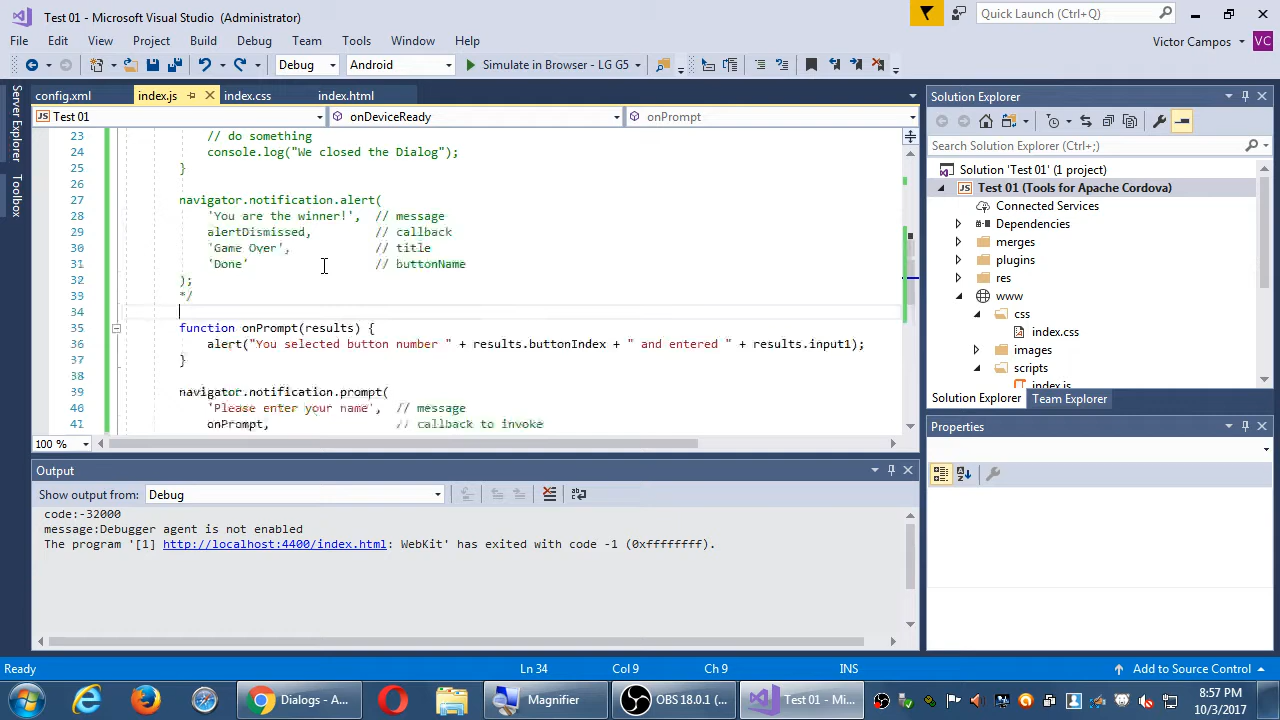 Test 01 - Microsoft Visual Studio (Administrator)
Quick Launch (Ctrl+;)
File Edit View Project Build Debug Team Tools Window Help
Victor Campos VC
Debug Android Simulate in Browser - LG G5
config.xml index.js index.css index.html
Test 01 onDeviceReady onPrompt
23 // do something
24 console.log("We closed the Dialog");
25 }
26
27 navigator.notification.alert(
28 'You are the winner!', // message
29 alertDismissed, // callback
30 'Game Over', // title
31 'Done' // buttonName
32 );
33 */
34
35 function onPrompt(results) {
36 alert("You selected button number " + results.buttonIndex + " and entered " + results.input1);
37 }
38
39 navigator.notification.prompt(
40 'Please enter your name', // message
41 onPrompt, // callback to invoke
100 %
Server Explorer
Toolbox
Output
Show output from: Debug
code:-32000
message:Debugger agent is not enabled
The program '[1] http://localhost:4400/index.html: WebKit' has exited with code -1 (0xffffffff).
Solution Explorer
Search Solution Explorer (Ctrl+;)
Solution 'Test 01' (1 project)
JS Test 01 (Tools for Apache Cordova)
Connected Services
Dependencies
merges
plugins
res
www
css
index.css
images
scripts
index.js
Solution Explorer Team Explorer
Properties
Ready Ln 34 Col 9 Ch 9 INS Add to Source Control
Dialogs - A... Magnifier OBS 18.0.1 (... Test 01 - Mi...
8:57 PM
10/3/2017